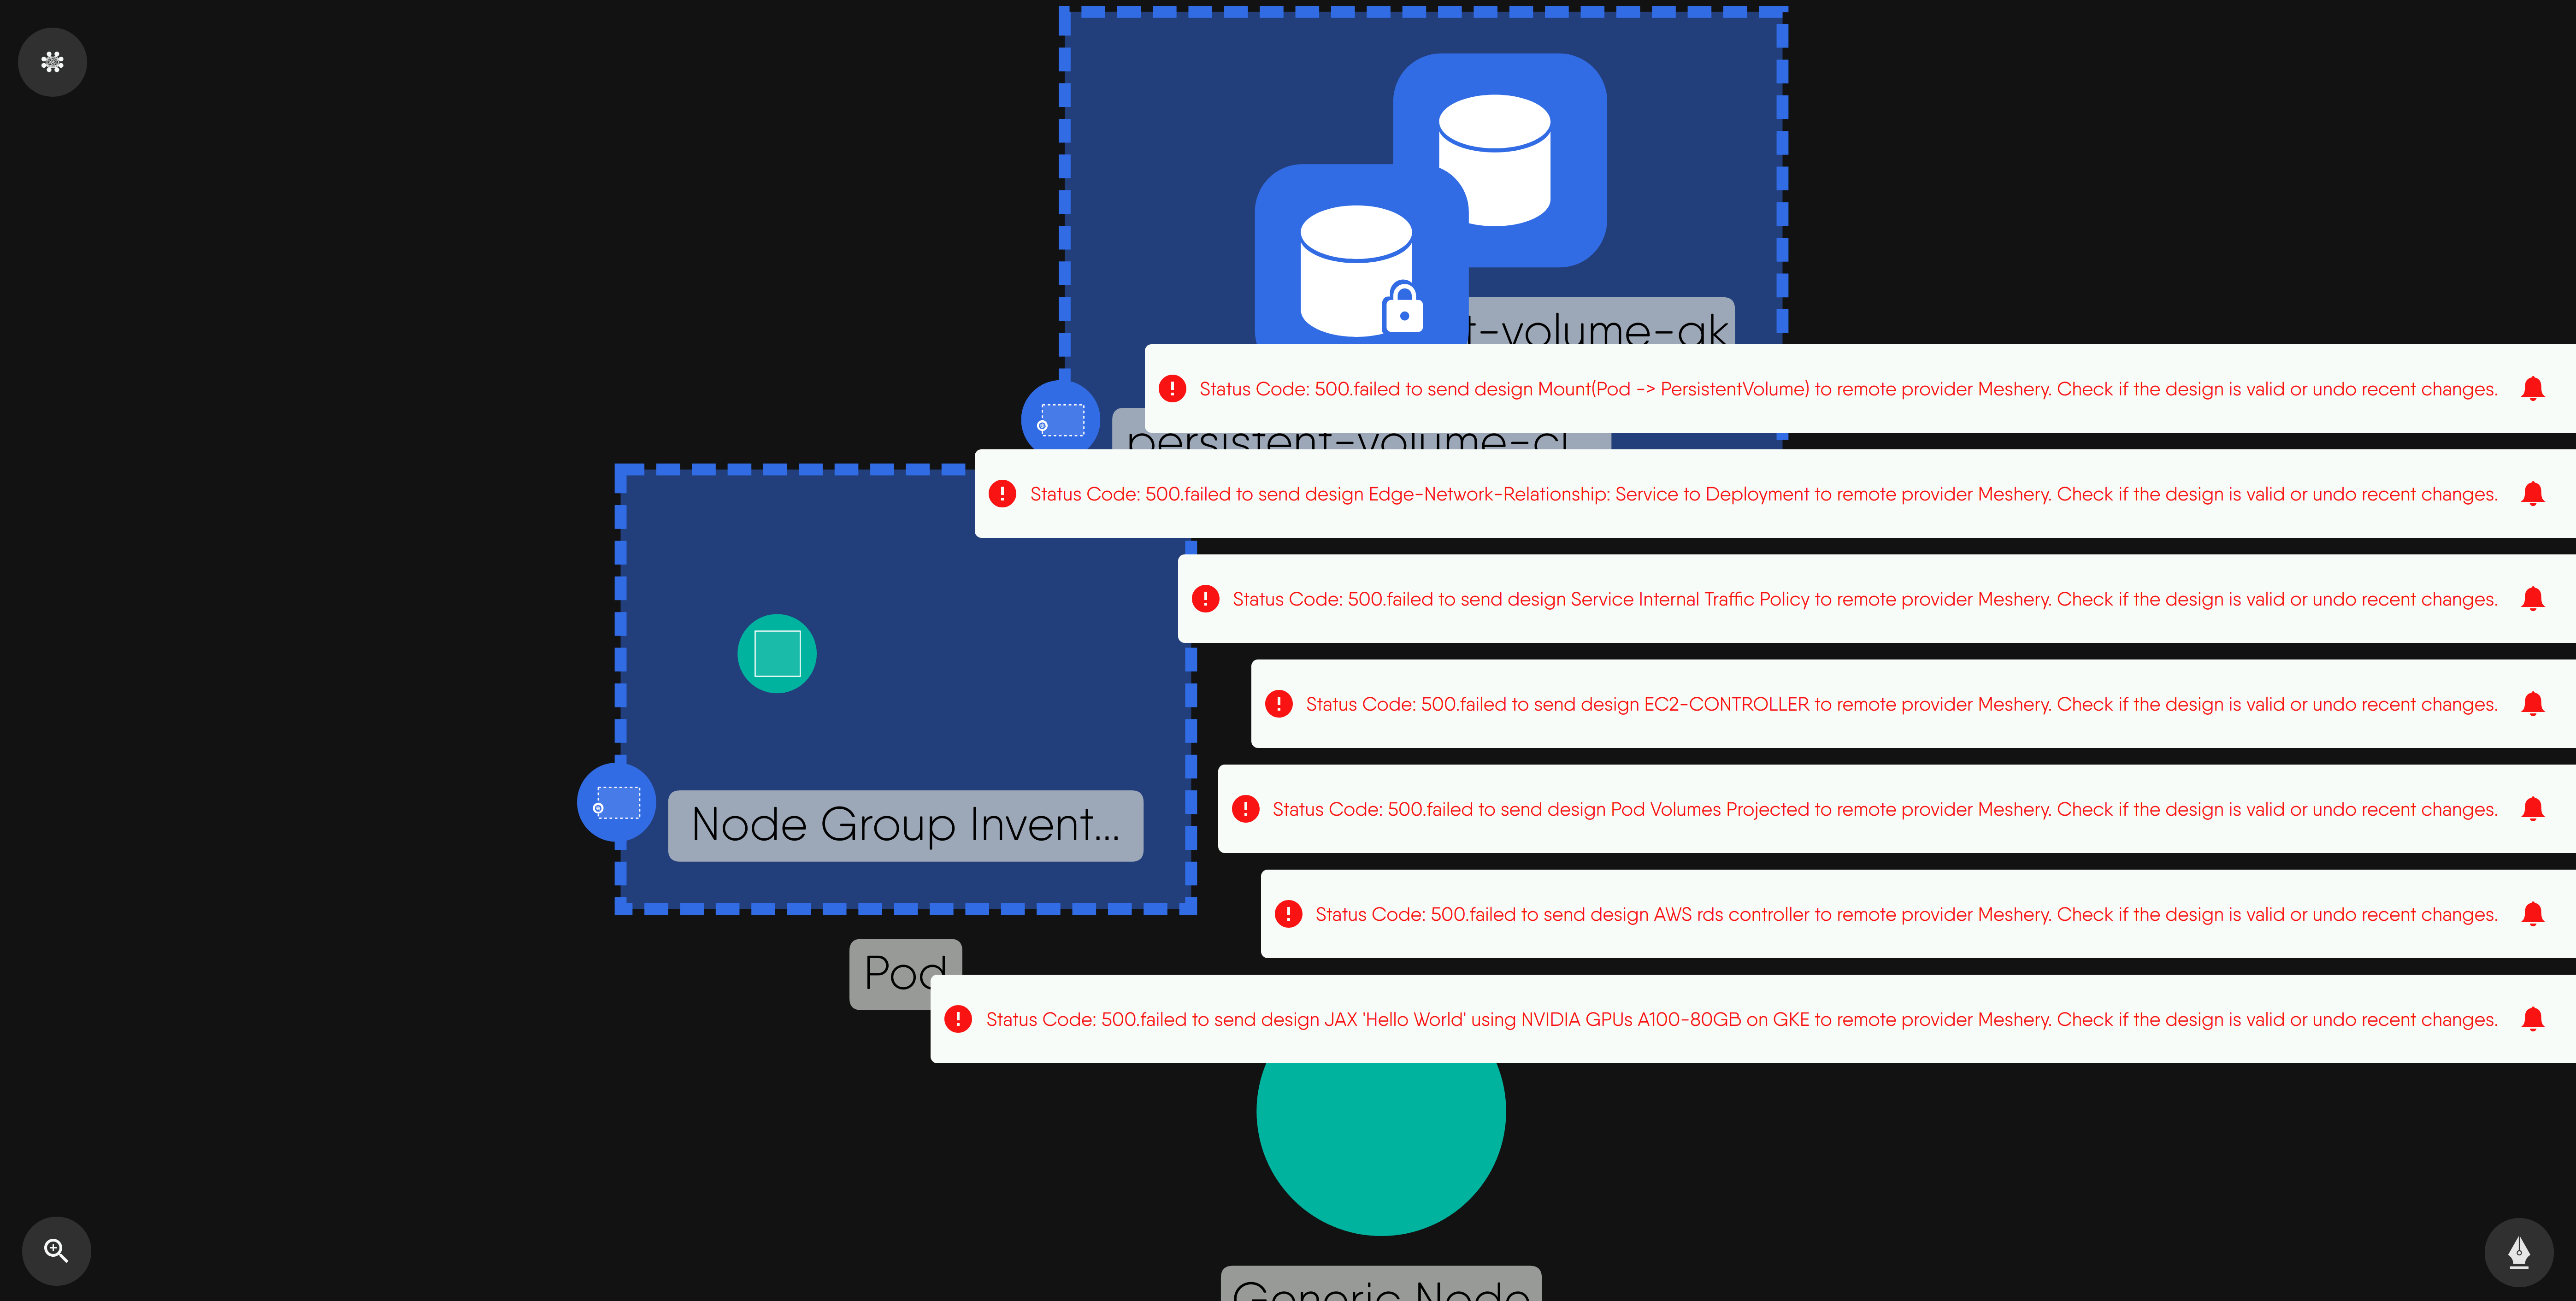 t-volume-qk
Status Code: 500.failed to send design Mount(Pod -> PersistentVolume) to remote provider Meshery. Check if the design is valid or undo recent changes.
persistent-volume-cl
Status Code: 500.failed to send design Edge-Network-Relationship: Service to Deployment to remote provider Meshery. Check if the design is valid or undo recent changes.
Status Code: 500.failed to send design Service Internal Traffic Policy to remote provider Meshery. Check if the design is valid or undo recent changes.
Status Code: 500.failed to send design EC2-CONTROLLER to remote provider Meshery. Check if the design is valid or undo recent changes.
Status Code: 500.failed to send design Pod Volumes Projected to remote provider Meshery. Check if the design is valid or undo recent changes.
Node Group Invent...
Status Code: 500.failed to send design AWS rds controller to remote provider Meshery. Check if the design is valid or undo recent changes.
Pod
Status Code: 500.failed to send design JAX 'Hello World' using NVIDIA GPUs A100-80GB on GKE to remote provider Meshery. Check if the design is valid or undo recent changes.
Generic Node